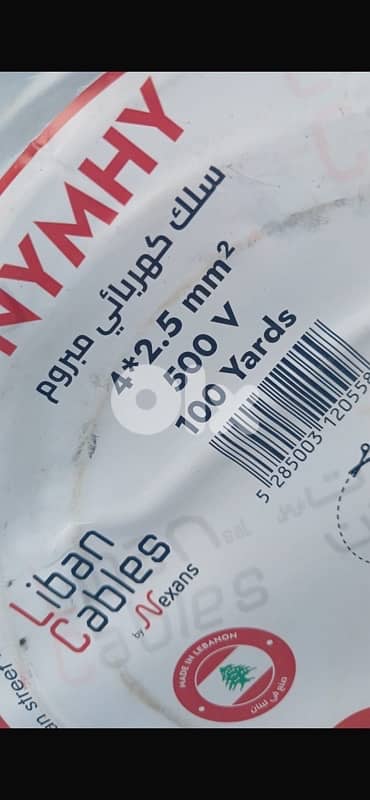 NYMHY
سلك كهربائي مبروم
4*2.5 mm²
500 V
100 Yards
5 285003 120558
Liban
Cables
by Nexans
MADE IN LEBANON
صنع في لبنان